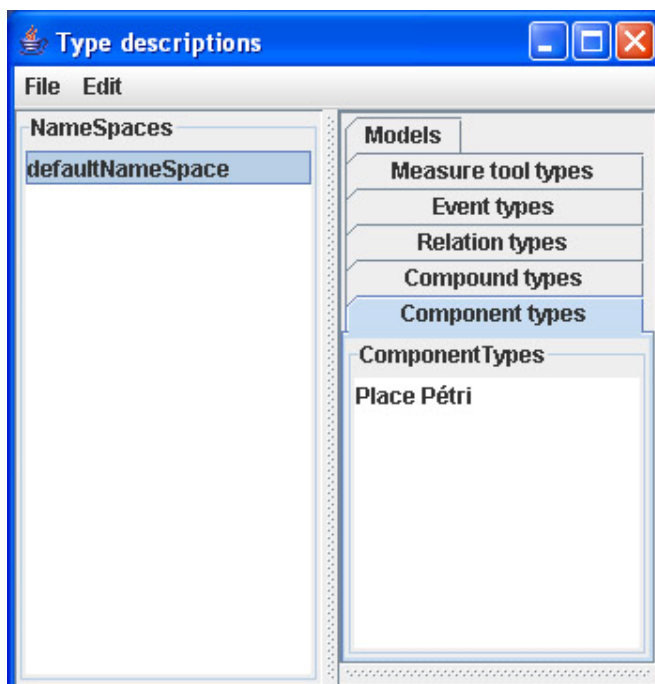 Type descriptions
File Edit
NameSpaces
defaultNameSpace
Models
Measure tool types
Event types
Relation types
Compound types
Component types
ComponentTypes
Place Pétri